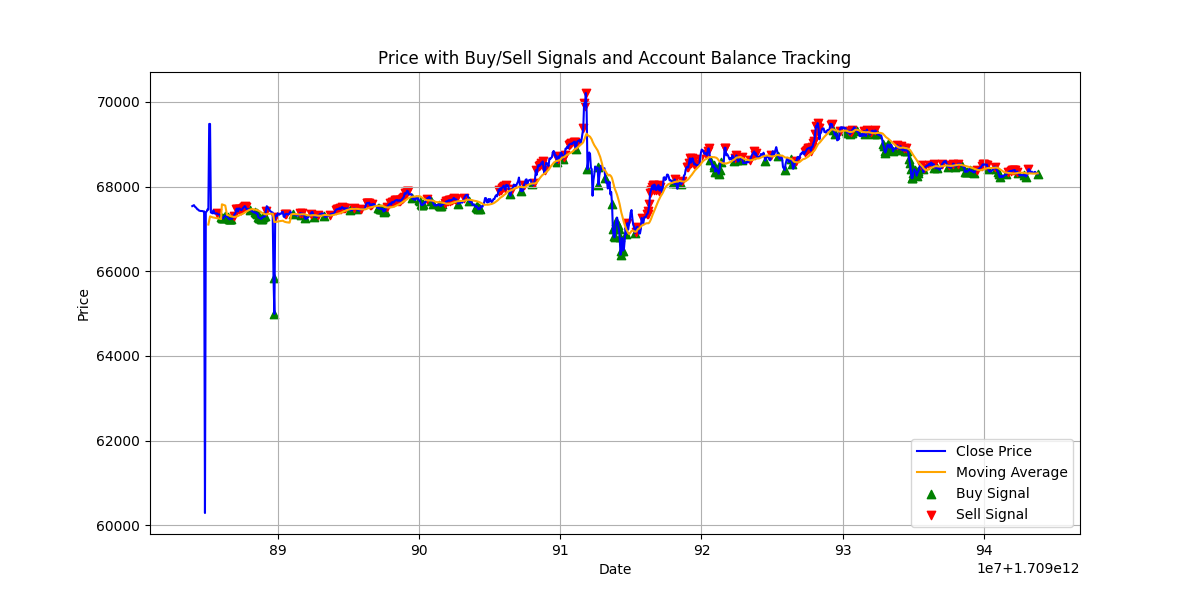 Price with Buy/Sell Signals and Account Balance Tracking
70000
68000
66000
64000
62000
60000
Price
Close Price
Moving Average
Buy Signal
Sell Signal
89 90 91 92 93 94
Date
1e7+1.709e12